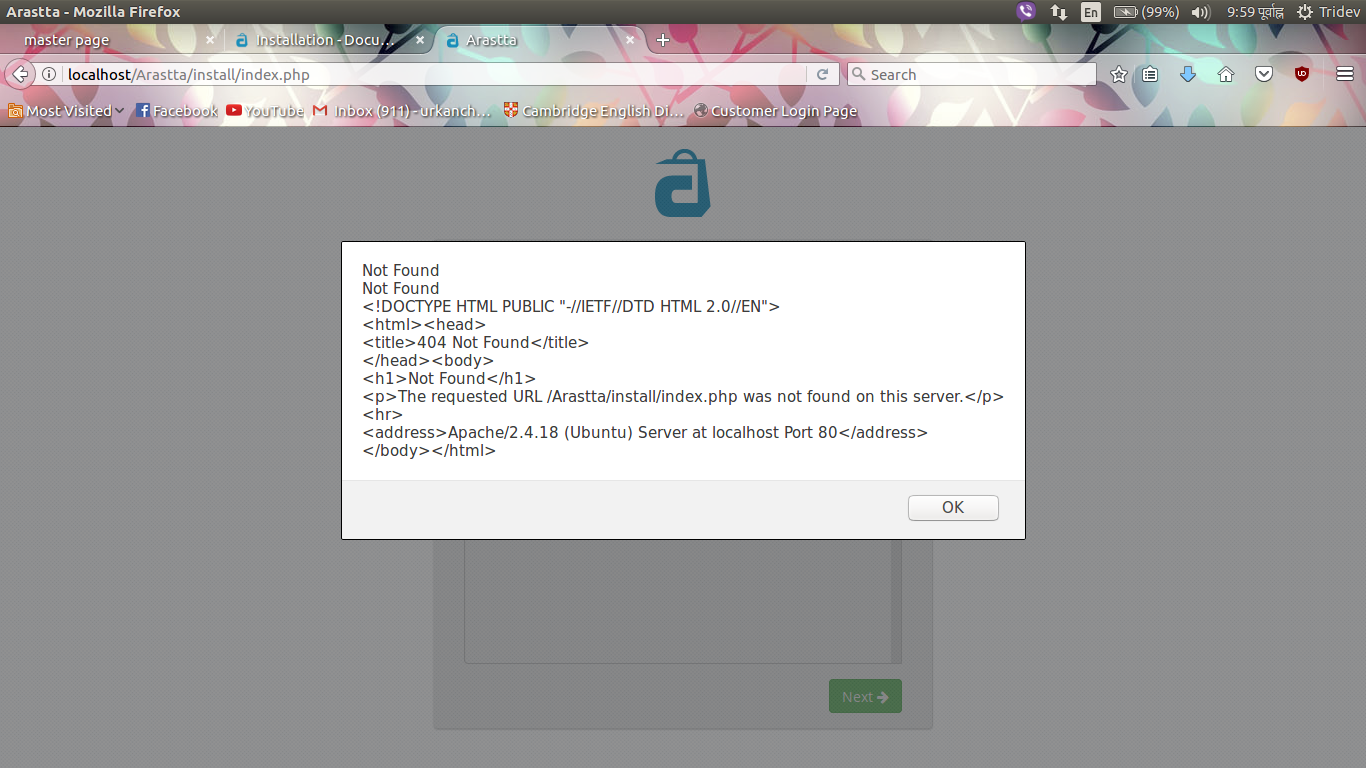 Arastta - Mozilla Firefox
En (99%) 9:59 पूर्वाह्न Tridev
master page
Installation - Docu...
Arastta
localhost/Arastta/install/index.php
Search
Most Visited Facebook YouTube Inbox (911) - urkanch... Cambridge English Di... Customer Login Page
Not Found
Not Found
<!DOCTYPE HTML PUBLIC "-//IETF//DTD HTML 2.0//EN">
<html><head>
<title>404 Not Found</title>
</head><body>
<h1>Not Found</h1>
<p>The requested URL /Arastta/install/index.php was not found on this server.</p>
<hr>
<address>Apache/2.4.18 (Ubuntu) Server at localhost Port 80</address>
</body></html>
OK
Next